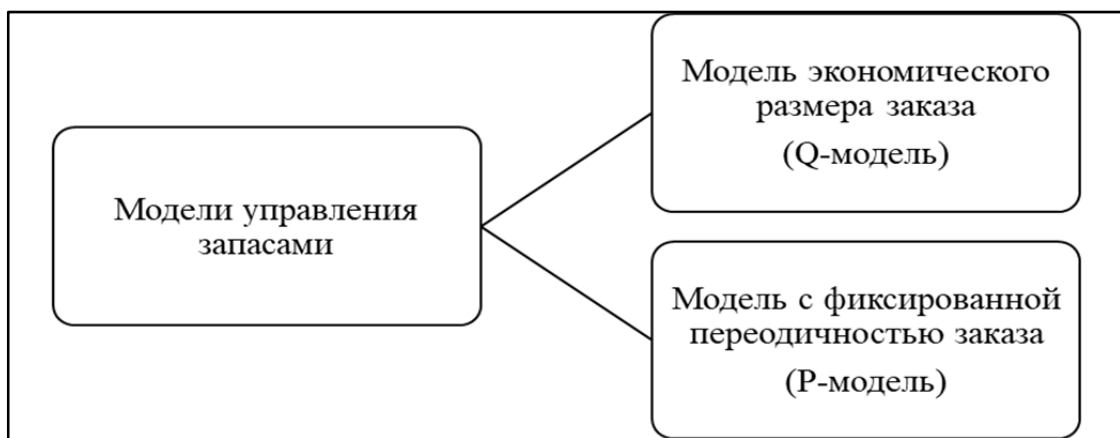 Модели управления
запасами
Модель экономического
размера заказа
(Q-модель)
Модель с фиксированной
переодичностью заказа
(P-модель)